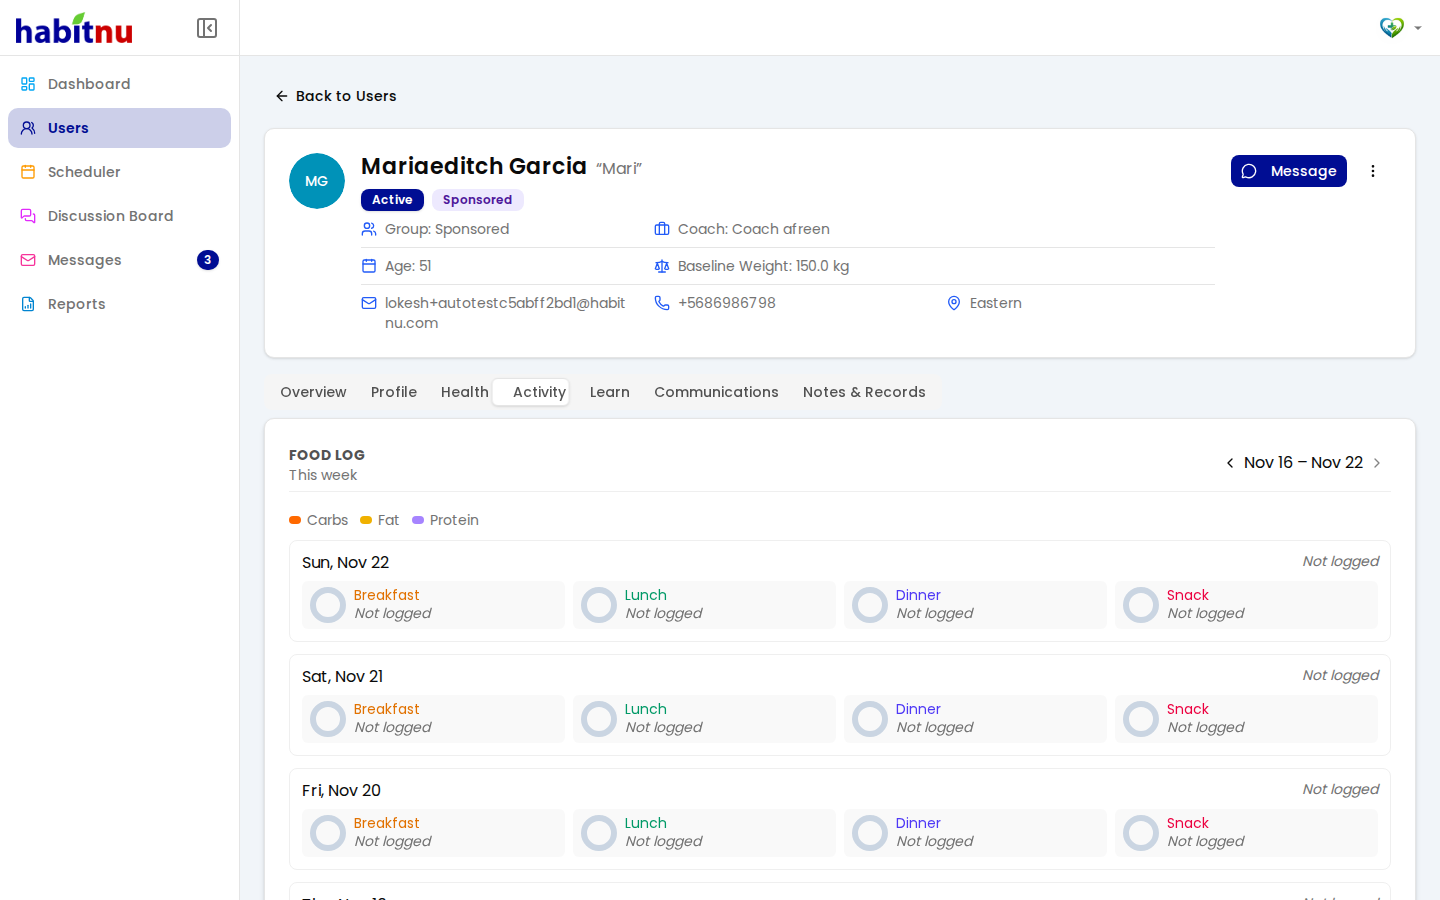 habitnu
Dashboard
Users
Scheduler
Discussion Board
Messages
3
Reports
Back to Users
MG
Mariaeditch Garcia “Mari”
Active
Sponsored
Message
Group: Sponsored
Coach: Coach afreen
Age: 51
Baseline Weight: 150.0 kg
lokesh+autotestc5abff2bd1@habit
nu.com
+5686986798
Eastern
Overview
Profile
Health
Activity
Learn
Communications
Notes & Records
FOOD LOG
This week
Nov 16 – Nov 22
Carbs
Fat
Protein
Sun, Nov 22
Not logged
Breakfast
Not logged
Lunch
Not logged
Dinner
Not logged
Snack
Not logged
Sat, Nov 21
Not logged
Breakfast
Not logged
Lunch
Not logged
Dinner
Not logged
Snack
Not logged
Fri, Nov 20
Not logged
Breakfast
Not logged
Lunch
Not logged
Dinner
Not logged
Snack
Not logged